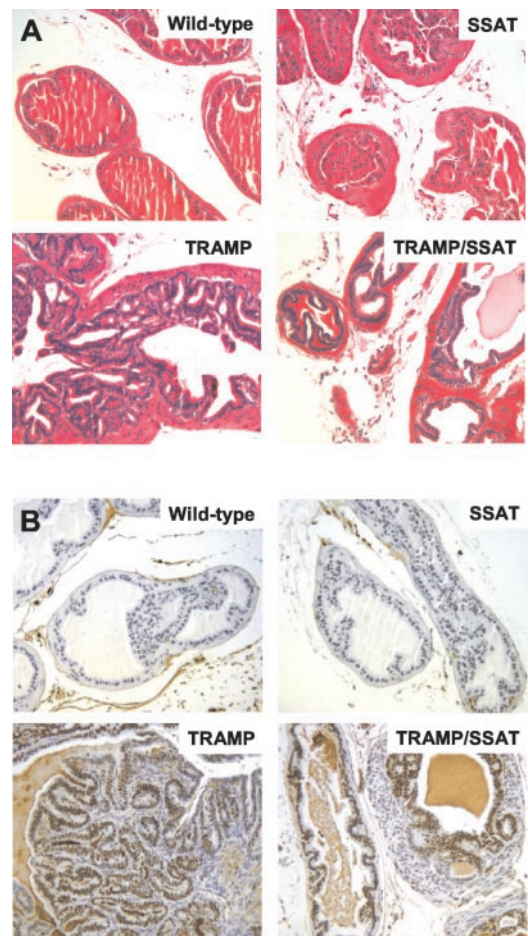 A
Wild-type
SSAT
TRAMP
TRAMP/SSAT
B
Wild-type
SSAT
TRAMP
TRAMP/SSAT